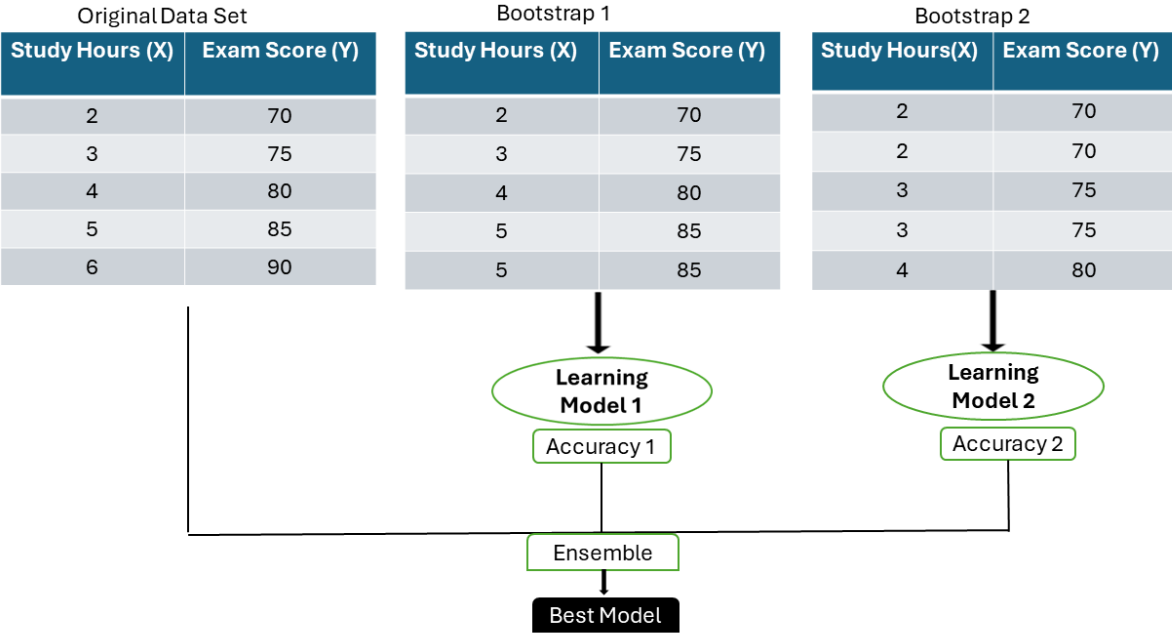 Original Data Set
Study Hours (X) Exam Score (Y)
2 70
3 75
4 80
5 85
6 90
Bootstrap 1
Study Hours (X) Exam Score (Y)
2 70
3 75
4 80
5 85
5 85
Bootstrap 2
Study Hours(X) Exam Score (Y)
2 70
2 70
3 75
3 75
4 80
Learning
Model 1
Accuracy 1
Learning
Model 2
Accuracy 2
Ensemble
Best Model